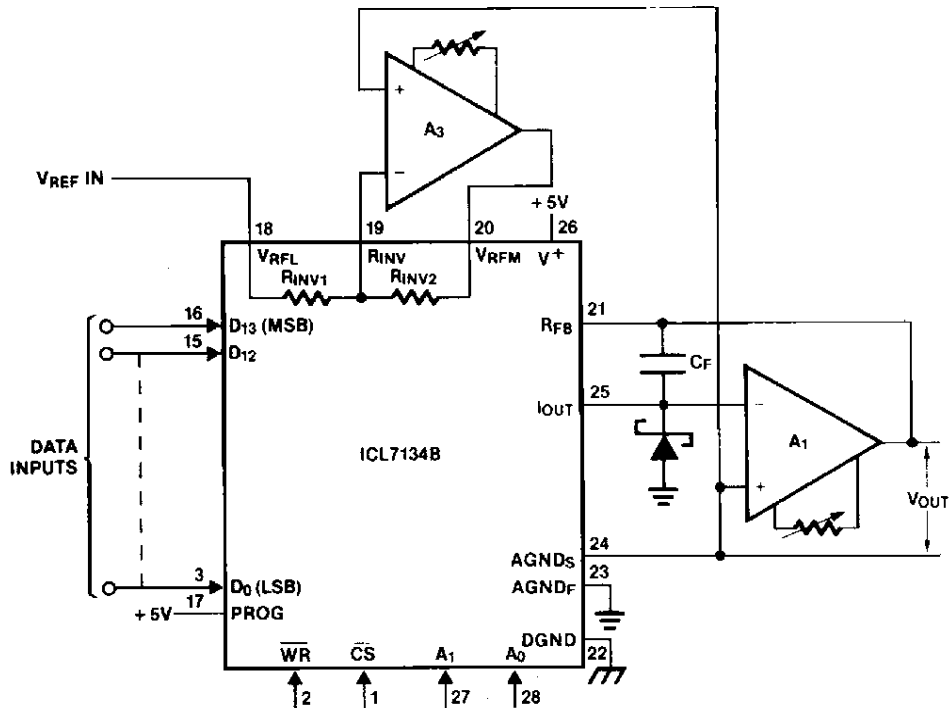 +
A3
−
VREF IN
+5V
18
19
20
26
VRFL
RINV
VRFM
V+
RINV1
RINV2
21
16
D13 (MSB)
RFB
15
D12
CF
25
IOUT
−
A1
DATA
INPUTS
ICL7134B
+
VOUT
24
AGNDS
3
D0 (LSB)
23
AGNDF
17
+5V
PROG
DGND
22
WR
CS
A1
A0
2
1
27
28